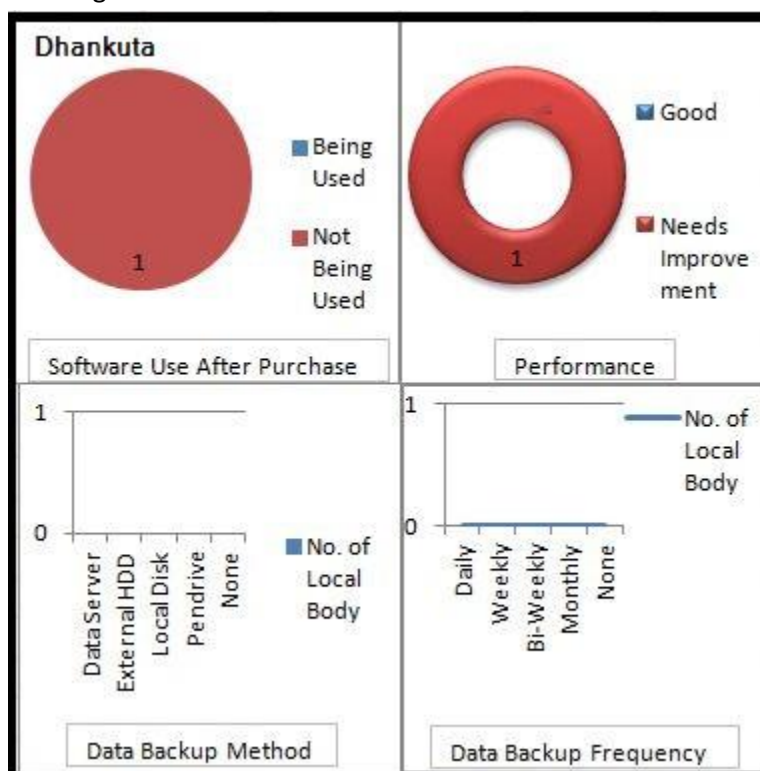 Dhankuta
Being
Used
Not
Being
Used
1
Software Use After Purchase
Good
Needs
Improve
ment
1
Performance
1
0
Data Server
External HDD
Local Disk
Pendrive
None
No. of
Local
Body
Data Backup Method
1
0
Daily
Weekly
Bi-Weekly
Monthly
None
No. of
Local
Body
Data Backup Frequency